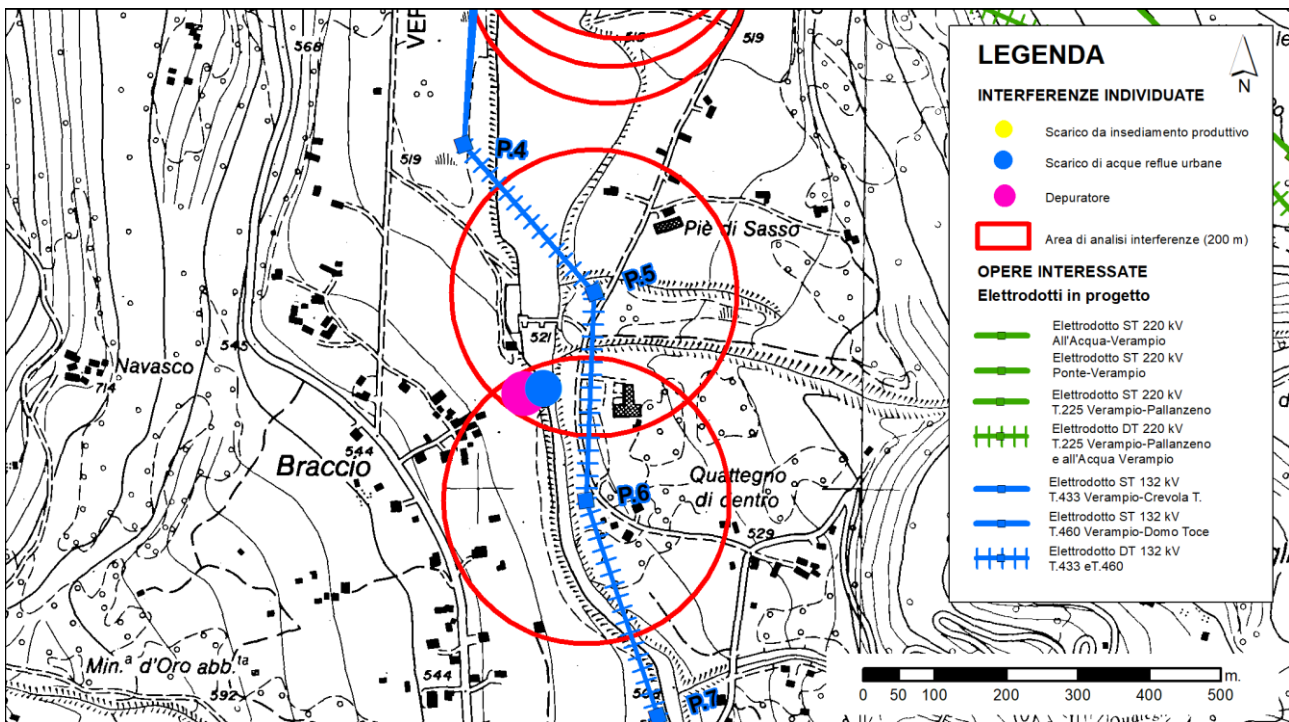 568
VER
519
519
519
P.4
Piè di Sasso
P.5
521
545
Navasco
714
544
Braccio
Quattegno
di centro
P.6
529
Min.ª d'Oro abb.ta
592
544
P.7
LEGENDA
N
INTERFERENZE INDIVIDUATE
Scarico da insediamento produttivo
Scarico di acque reflue urbane
Depuratore
Area di analisi interferenze (200 m)
OPERE INTERESSATE
Elettrodotti in progetto
Elettrodotto ST 220 kV
All'Acqua-Verampio
Elettrodotto ST 220 kV
Ponte-Verampio
Elettrodotto ST 220 kV
T.225 Verampio-Pallanzeno
Elettrodotto DT 220 kV
T.225 Verampio-Pallanzeno
e all'Acqua Verampio
Elettrodotto ST 132 kV
T.433 Verampio-Crevola T.
Elettrodotto ST 132 kV
T.460 Verampio-Domo Toce
Elettrodotto DT 132 kV
T.433 eT.460
m.
0 50 100 200 300 400 500